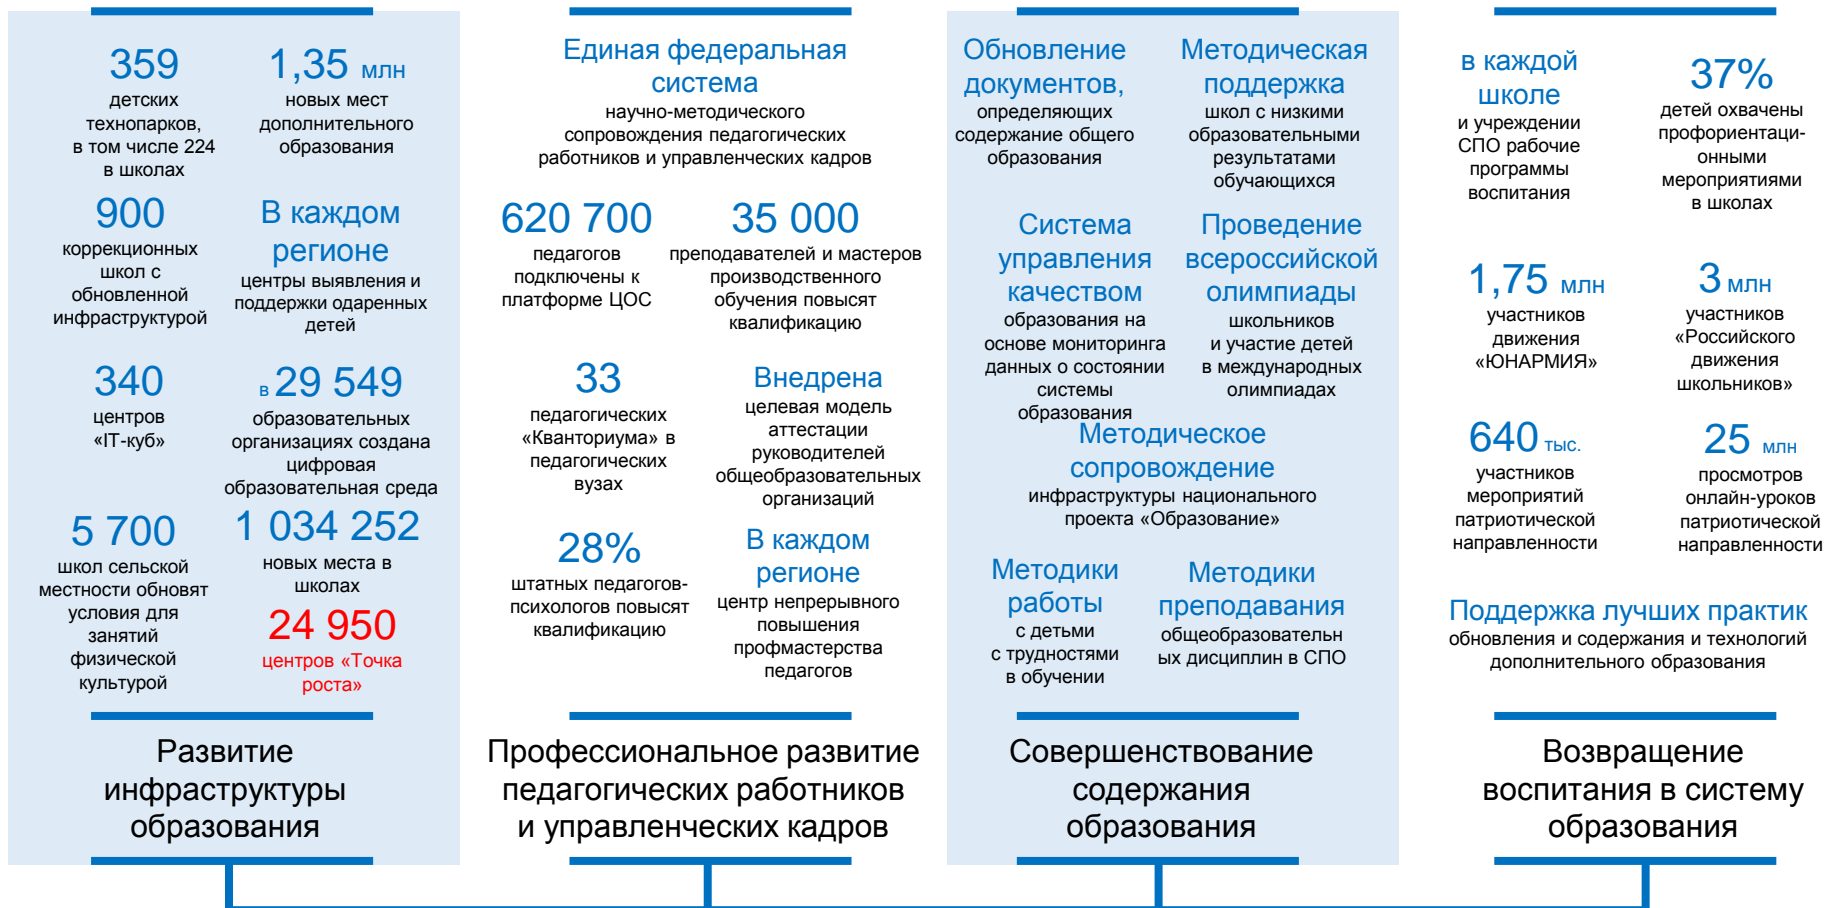 359
детских
технопарков,
в том числе 224
в школах
1,35 млн
новых мест
дополнительного
образования
900
коррекционных
школ с
обновленной
инфраструктурой
В каждом
регионе
центры выявления и
поддержки одаренных
детей
340
центров
«IT-куб»
в 29 549
образовательных
организациях создана
цифровая
образовательная среда
5 700
школ сельской
местности обновят
условия для
занятий
физической
культурой
1 034 252
новых места в
школах
24 950
центров «Точка
роста»
Развитие
инфраструктуры
образования
Единая федеральная
система
научно-методического
сопровождения педагогических
работников и управленческих кадров
620 700
педагогов
подключены к
платформе ЦОС
35 000
преподавателей и мастеров
производственного
обучения повысят
квалификацию
33
педагогических
«Кванториума» в
педагогических
вузах
Внедрена
целевая модель
аттестации
руководителей
общеобразовательных
организаций
28%
штатных педагогов-
психологов повысят
квалификацию
В каждом
регионе
центр непрерывного
повышения
профмастерства
педагогов
Профессиональное развитие
педагогических работников
и управленческих кадров
Обновление
документов,
определяющих
содержание общего
образования
Методическая
поддержка
школ с низкими
образовательными
результатами
обучающихся
Система
управления
качеством
образования на
основе мониторинга
данных о состоянии
системы
образования
Проведение
всероссийской
олимпиады
школьников
и участие детей
в международных
олимпиадах
Методическое
сопровождение
инфраструктуры национального
проекта «Образование»
Методики
работы
с детьми
с трудностями
в обучении
Методики
преподавания
общеобразовательн
ых дисциплин в СПО
Совершенствование
содержания
образования
в каждой
школе
и учреждении
СПО рабочие
программы
воспитания
37%
детей охвачены
профориентаци-
онными
мероприятиями
в школах
1,75 млн
участников
движения
«ЮНАРМИЯ»
3 млн
участников
«Российского
движения
школьников»
640 тыс.
участников
мероприятий
патриотической
направленности
25 млн
просмотров
онлайн-уроков
патриотической
направленности
Поддержка лучших практик
обновления и содержания и технологий
дополнительного образования
Возвращение
воспитания в систему
образования